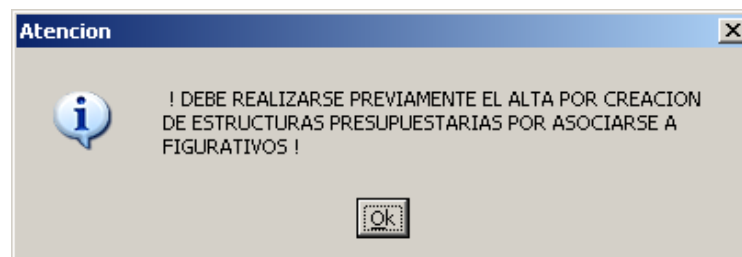 Atencion
! DEBE REALIZARSE PREVIAMENTE EL ALTA POR CREACION
DE ESTRUCTURAS PRESUPUESTARIAS POR ASOCIARSE A
FIGURATIVOS !
Ok